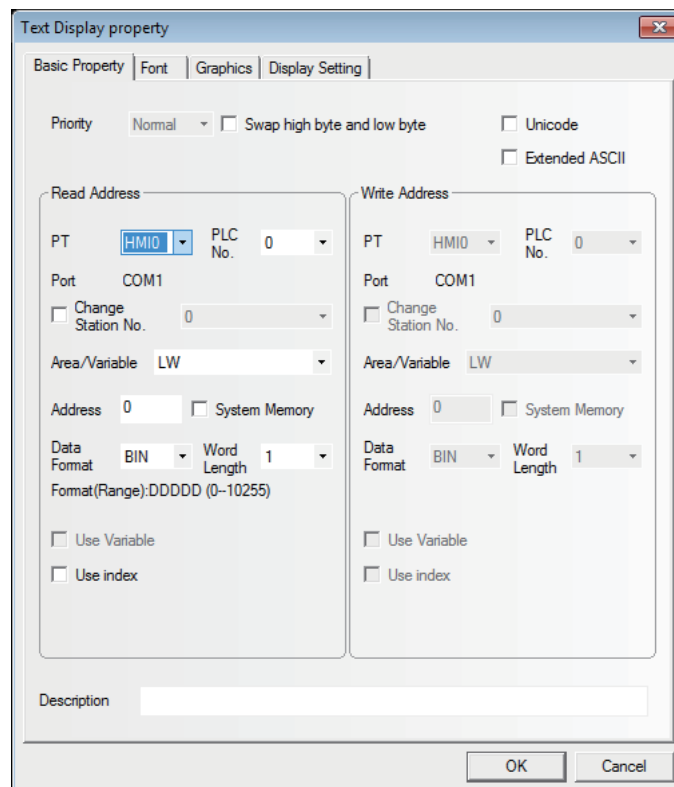 Text Display property
Basic Property Font Graphics Display Setting
Priority Normal Swap high byte and low byte Unicode
Extended ASCII
Read Address
PT HMI0 PLC No. 0
Port COM1
Change Station No. 0
Area/Variable LW
Address 0 System Memory
Data Format BIN Word Length 1
Format(Range):DDDDD (0--10255)
Use Variable
Use index
Write Address
PT HMI0 PLC No. 0
Port COM1
Change Station No. 0
Area/Variable LW
Address 0 System Memory
Data Format BIN Word Length 1
Use Variable
Use index
Description
OK Cancel